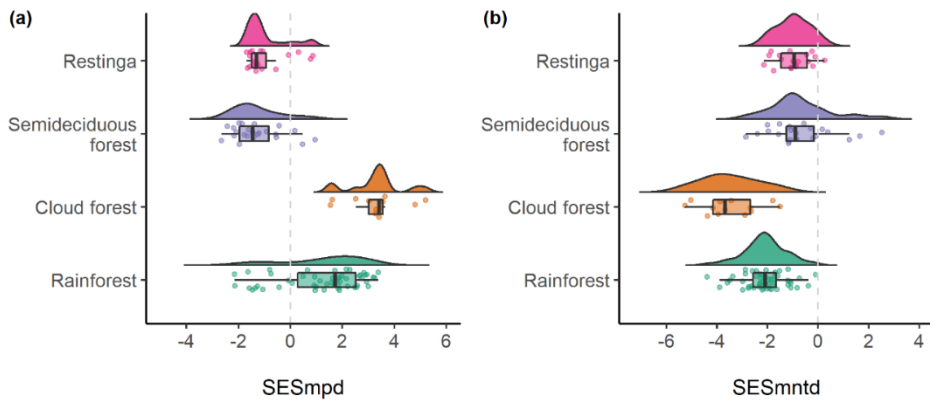 (a)
Restinga
Semideciduous
forest
Cloud forest
Rainforest
-4 -2 0 2 4 6
SESmpd
(b)
Restinga
Semideciduous
forest
Cloud forest
Rainforest
-6 -4 -2 0 2
SESmntd